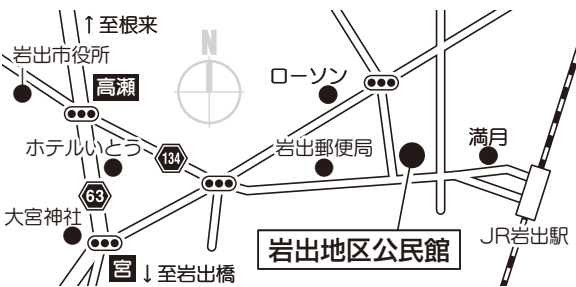 ↑至根来
N
岩出市役所
高瀬
ローソン
ホテルいとう
134
岩出郵便局
満月
63
大宮神社
岩出地区公民館
JR岩出駅
宮
↓至岩出橋